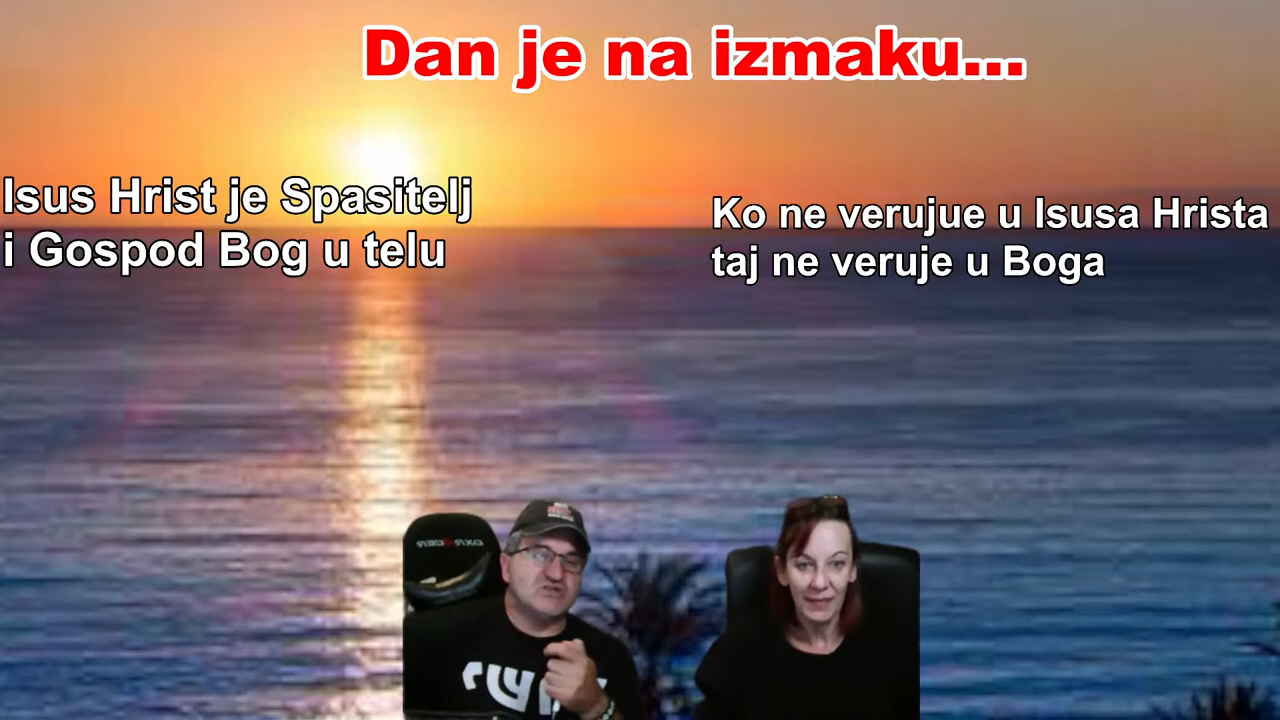 Dan je na izmaku...
Isus Hrist je Spasitelj
i Gospod Bog u telu
Ko ne verujue u Isusa Hrista
taj ne veruje u Boga